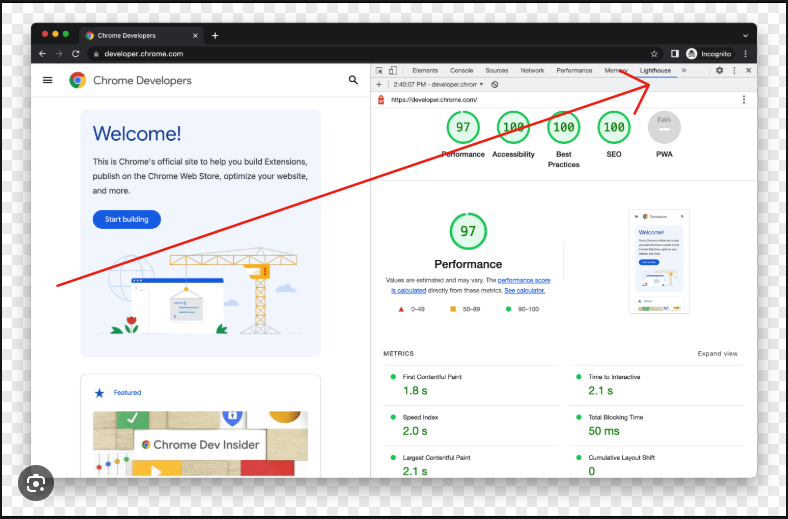 Chrome Developers
developer.chrome.com
Incognito
Chrome Developers
Welcome!
This is Chrome's official site to help you build Extensions,
publish on the Chrome Web Store, optimize your website,
and more.
Start building
Featured
Chrome Dev Insider
Elements Console Sources Network Performance Memory Lighthouse
2:40:07 PM - developer.chrom
https://developer.chrome.com/
97 100 100 100 PWA
Performance Accessibility Best Practices SEO PWA
97
Performance
Values are estimated and may vary. The performance score
is calculated directly from these metrics. See calculator.
0–49 50–89 90–100
Developers
Welcome!
METRICS Expand view
First Contentful Paint
1.8 s
Time to Interactive
2.1 s
Speed Index
2.0 s
Total Blocking Time
50 ms
Largest Contentful Paint
2.1 s
Cumulative Layout Shift
0